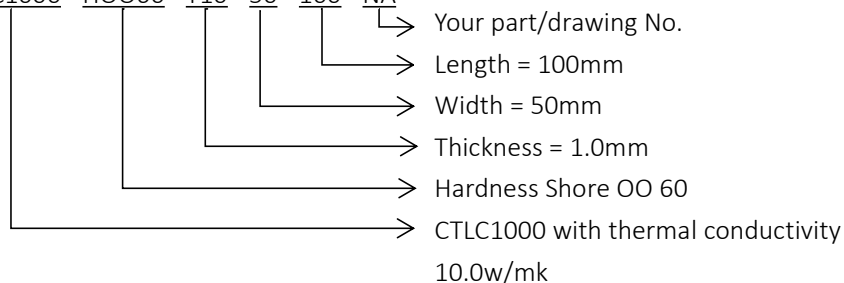 Your part/drawing No.
Length = 100mm
Width = 50mm
Thickness = 1.0mm
Hardness Shore OO 60
CTLC1000 with thermal conductivity
10.0w/mk